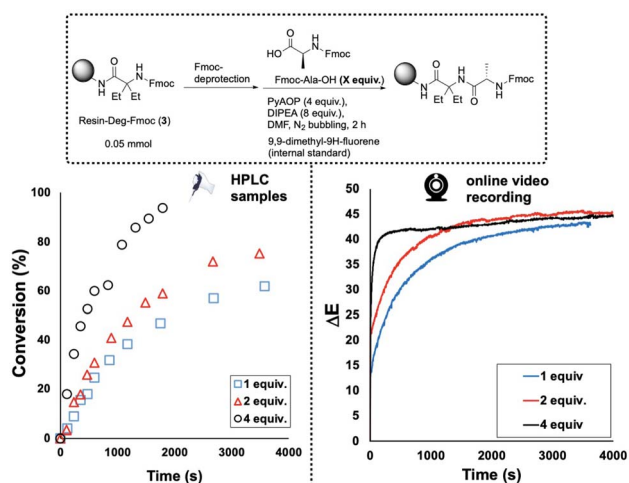 O
HO
N
H
Fmoc
O
N
H
Et Et
H
N
Fmoc
Resin-Deg-Fmoc (3)
0.05 mmol
Fmoc-
deprotection
Fmoc-Ala-OH (X equiv.)
PyAOP (4 equiv.),
DIPEA (8 equiv.),
DMF, N2 bubbling, 2 h
9,9-dimethyl-9H-fluorene
(internal standard)
O
N
H
Et Et
H
N
O
N
H
Fmoc
HPLC
samples
Conversion (%)
100
80
60
40
20
0
0 1000 2000 3000 4000
Time (s)
1 equiv.
2 equiv.
4 equiv.
online video
recording
ΔE
50
45
40
35
30
25
20
15
10
5
0
0 1000 2000 3000 4000
Time (s)
1 equiv
2 equiv.
4 equiv